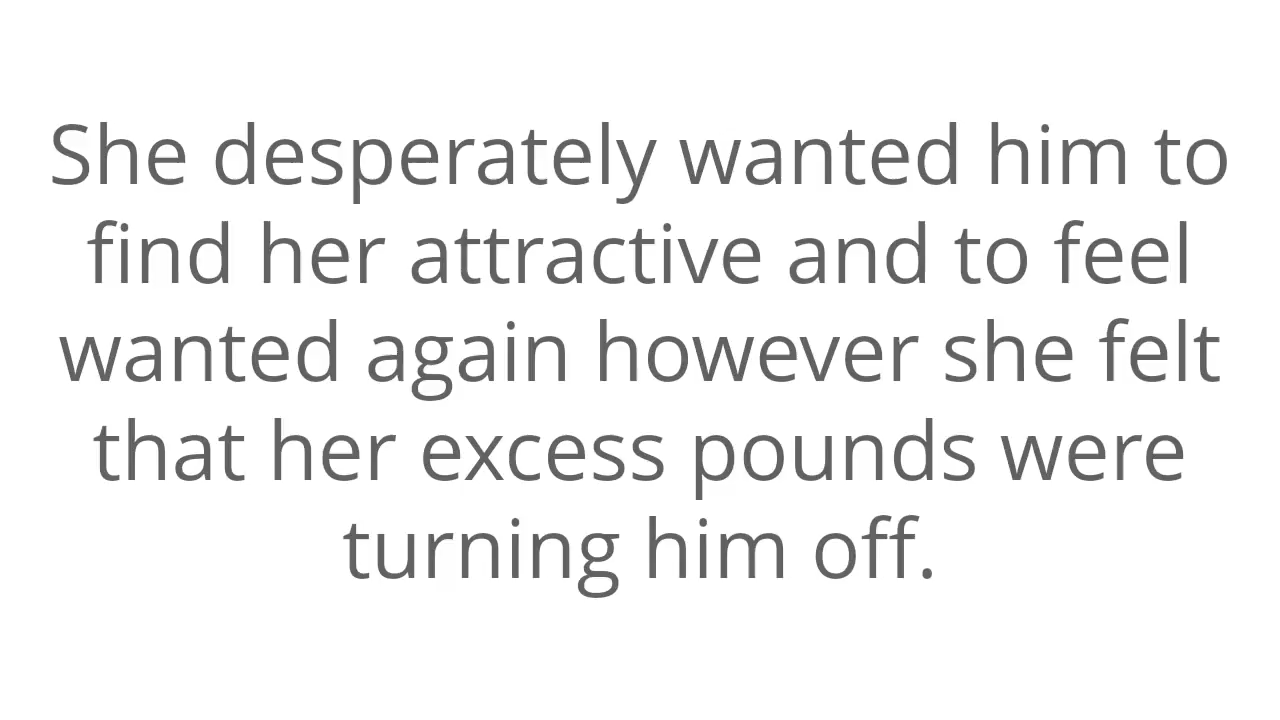 She desperately wanted him to
find her attractive and to feel
wanted again however she felt
that her excess pounds were
turning him off.